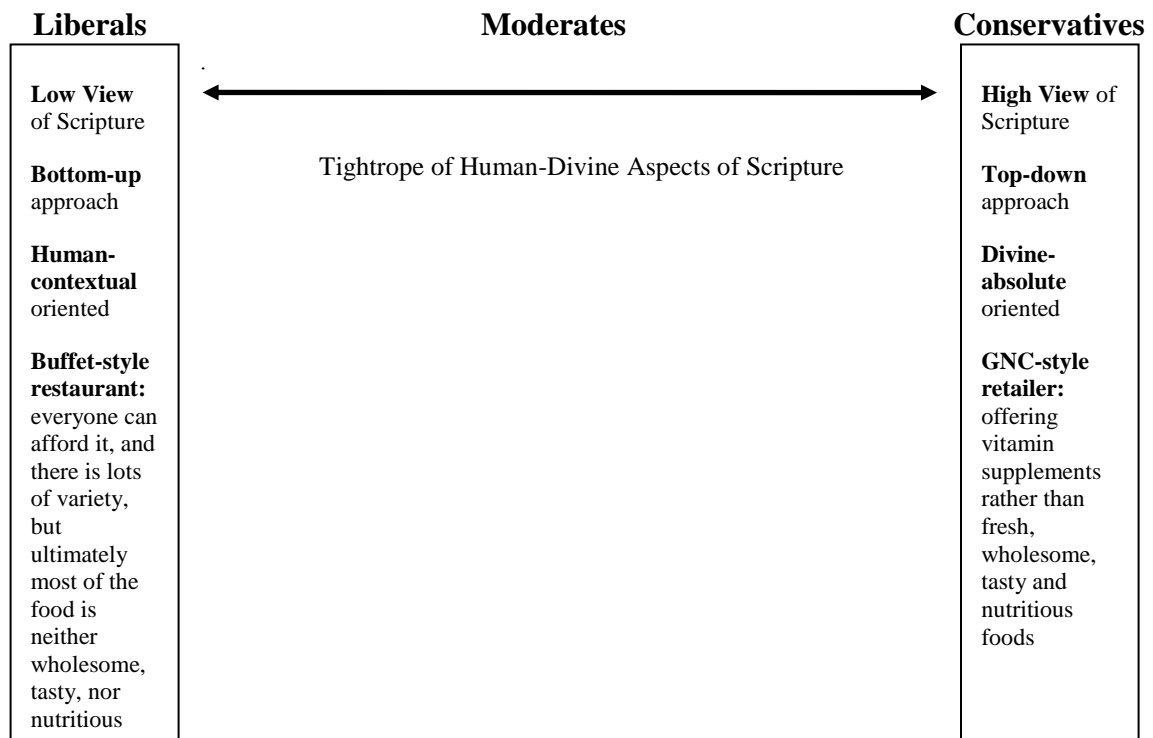 Liberals
Moderates
Conservatives
Low View
of Scripture
Bottom-up
approach
Human-
contextual
oriented
Buffet-style
restaurant:
everyone can
afford it, and
there is lots
of variety,
but
ultimately
most of the
food is
neither
wholesome,
tasty, nor
nutritious
.
Tightrope of Human-Divine Aspects of Scripture
High View of
Scripture
Top-down
approach
Divine-
absolute
oriented
GNC-style
retailer:
offering
vitamin
supplements
rather than
fresh,
wholesome,
tasty and
nutritious
foods